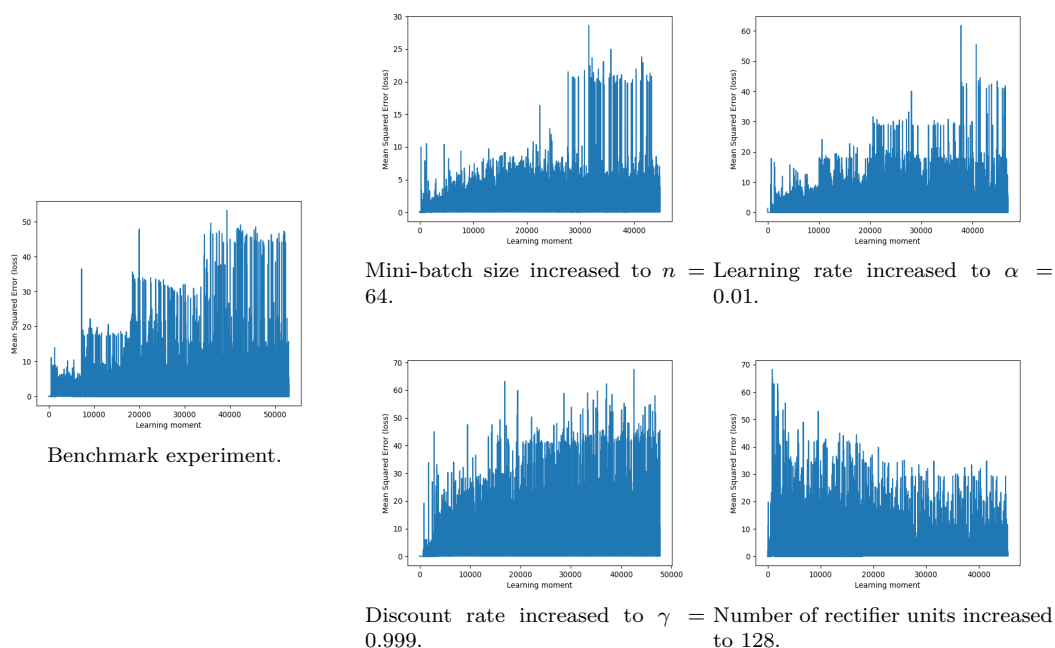 50
40
30
20
10
0
Mean Squared Error (loss)
0 10000 20000 30000 40000 50000
Learning moment
Benchmark experiment.
30
25
20
15
10
5
0
Mean Squared Error (loss)
0 10000 20000 30000 40000
Learning moment
Mini-batch size increased to n =
64.
60
50
40
30
20
10
0
Mean Squared Error (loss)
0 10000 20000 30000 40000
Learning moment
Learning rate increased to α =
0.01.
70
60
50
40
30
20
10
0
Mean Squared Error (loss)
0 10000 20000 30000 40000 50000
Learning moment
Discount rate increased to γ =
0.999.
70
60
50
40
30
20
10
0
Mean Squared Error (loss)
0 10000 20000 30000 40000
Learning moment
Number of rectifier units increased
to 128.